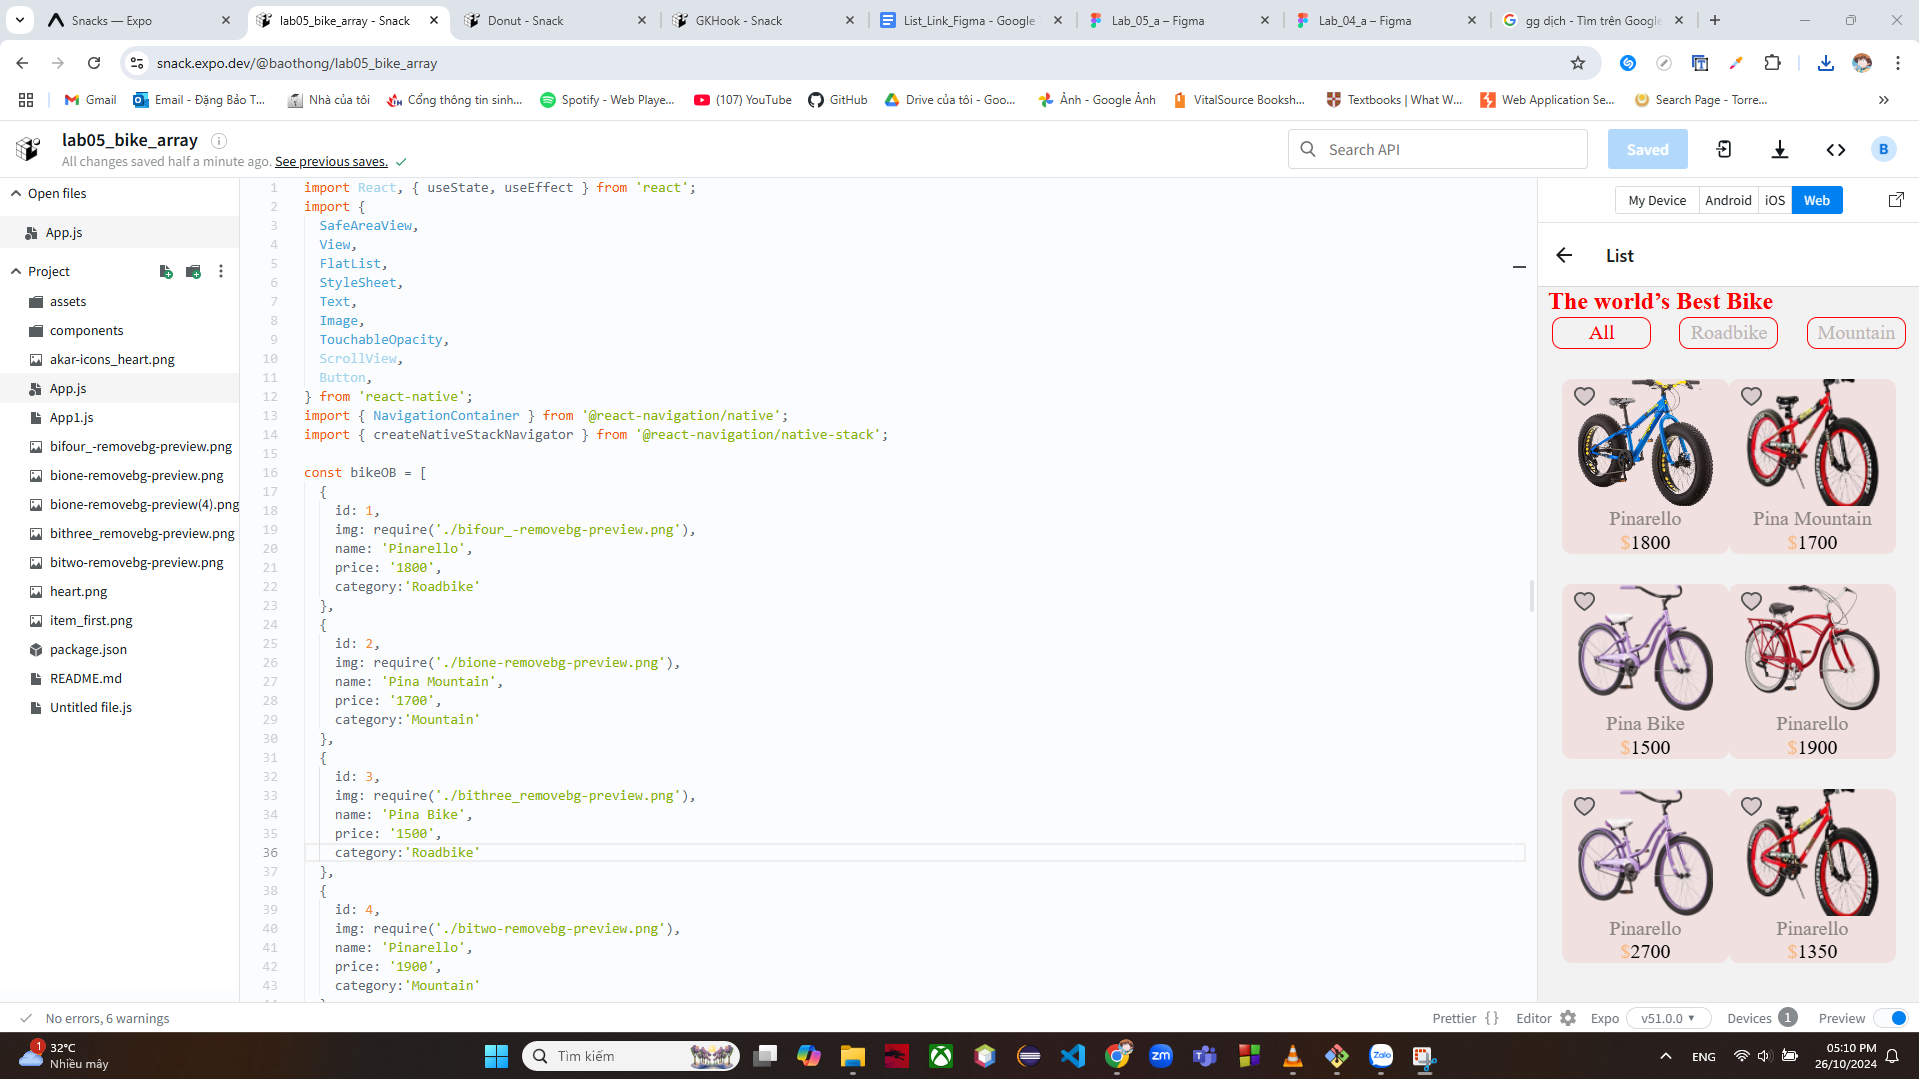 Snacks — Expo
lab05_bike_array - Snack
Donut - Snack
GKHook - Snack
List_Link_Figma - Google
Lab_05_a – Figma
Lab_04_a – Figma
gg dịch - Tìm trên Google
snack.expo.dev/@baothong/lab05_bike_array
Gmail
Email - Đặng Bảo T...
Nhà của tôi
Cổng thông tin sinh...
Spotify - Web Playe...
(107) YouTube
GitHub
Drive của tôi - Goo...
Ảnh - Google Ảnh
VitalSource Booksh...
Textbooks | What W...
Web Application Se...
Search Page - Torre...
lab05_bike_array
All changes saved half a minute ago. See previous saves.
Search API
Saved
B
Open files
App.js
Project
assets
components
akar-icons_heart.png
App.js
App1.js
bifour_-removebg-preview.png
bione-removebg-preview.png
bione-removebg-preview(4).png
bithree_removebg-preview.png
bitwo-removebg-preview.png
heart.png
item_first.png
package.json
README.md
Untitled file.js
1 import React, { useState, useEffect } from 'react';
2 import {
3 SafeAreaView,
4 View,
5 FlatList,
6 StyleSheet,
7 Text,
8 Image,
9 TouchableOpacity,
10 ScrollView,
11 Button,
12 } from 'react-native';
13 import { NavigationContainer } from '@react-navigation/native';
14 import { createNativeStackNavigator } from '@react-navigation/native-stack';
15
16 const bikeOB = [
17 {
18 id: 1,
19 img: require('./bifour_-removebg-preview.png'),
20 name: 'Pinarello',
21 price: '1800',
22 category:'Roadbike'
23 },
24 {
25 id: 2,
26 img: require('./bione-removebg-preview.png'),
27 name: 'Pina Mountain',
28 price: '1700',
29 category:'Mountain'
30 },
31 {
32 id: 3,
33 img: require('./bithree_removebg-preview.png'),
34 name: 'Pina Bike',
35 price: '1500',
36 category:'Roadbike'
37 },
38 {
39 id: 4,
40 img: require('./bitwo-removebg-preview.png'),
41 name: 'Pinarello',
42 price: '1900',
43 category:'Mountain'
My Device
Android
iOS
Web
List
The world’s Best Bike
All
Roadbike
Mountain
Pinarello
$1800
Pina Mountain
$1700
Pina Bike
$1500
Pinarello
$1900
Pinarello
$2700
Pinarello
$1350
No errors, 6 warnings
Prettier {}
Editor
Expo
v51.0.0
Devices 1
Preview
1
32°C
Nhiều mây
Tìm kiếm
zm
Zalo
ENG
05:10 PM
26/10/2024